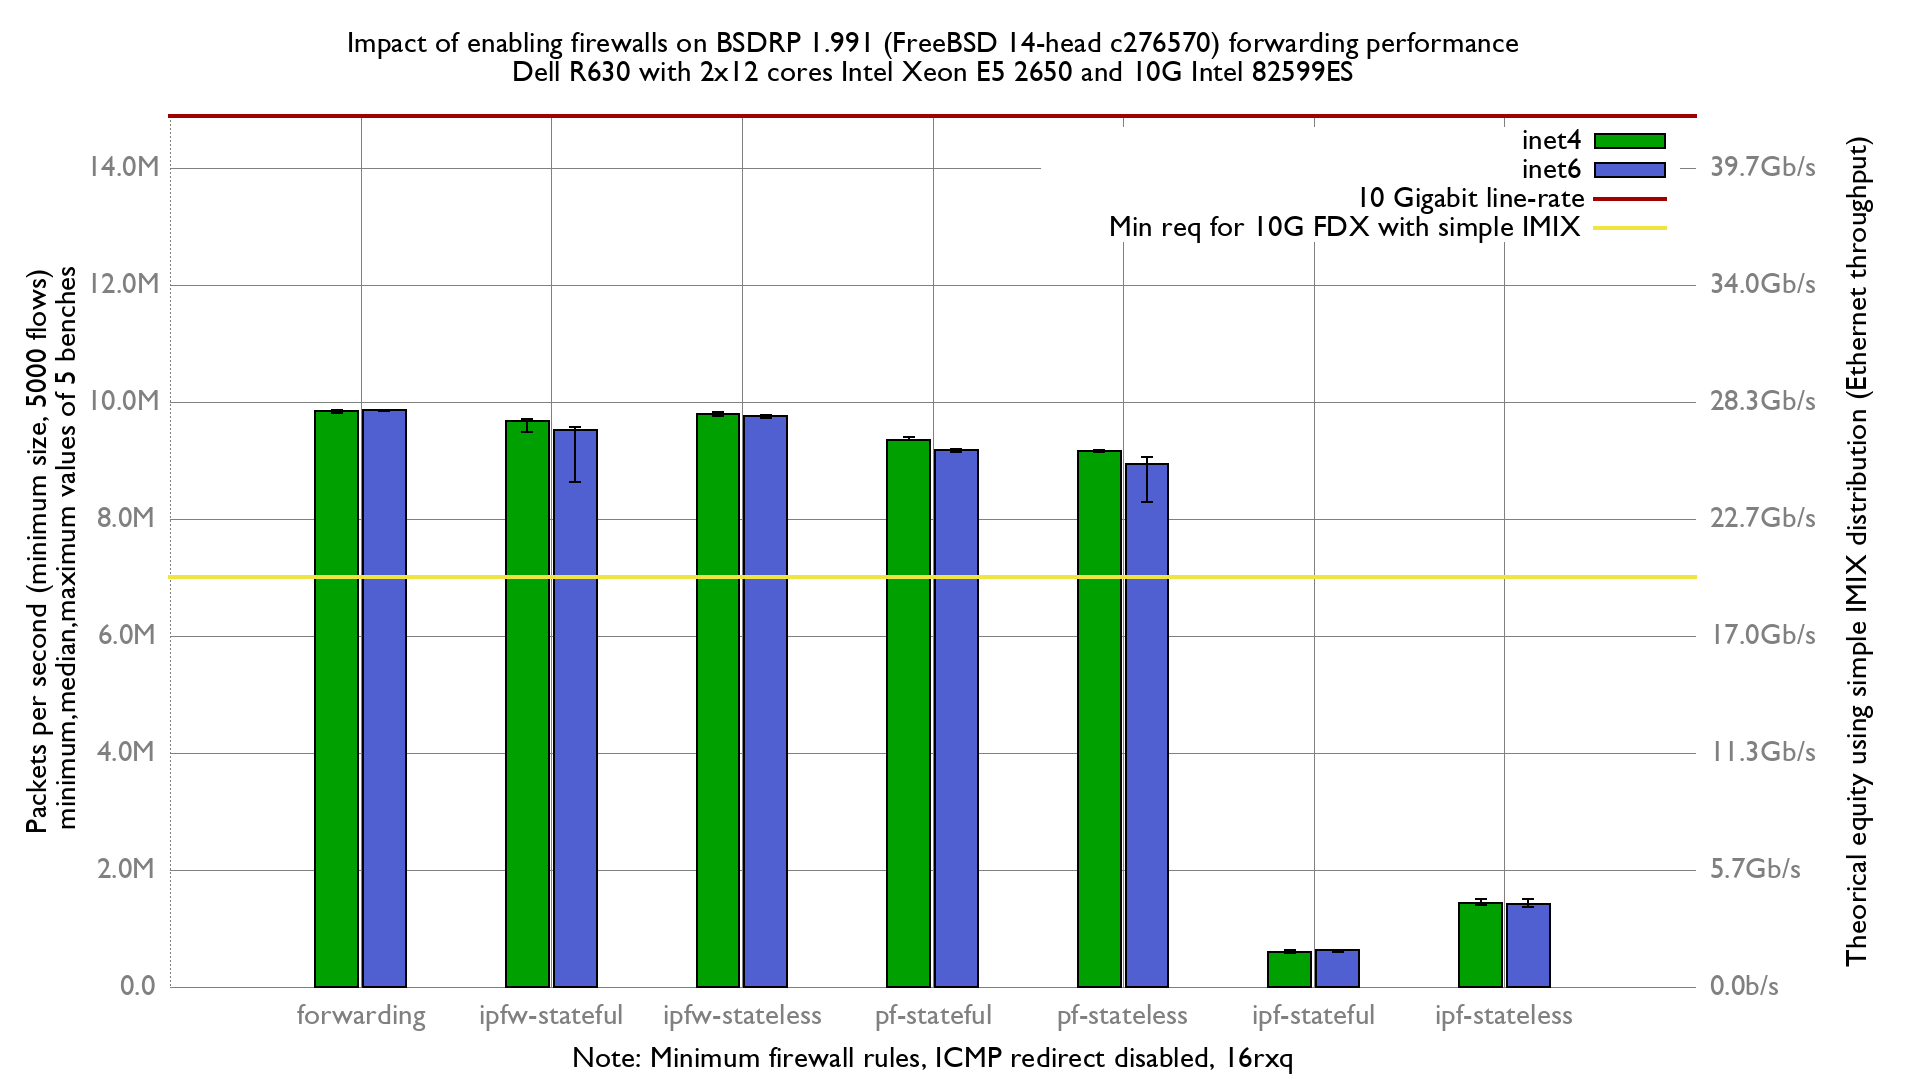 Impact of enabling firewalls on BSDRP 1.991 (FreeBSD 14-head c276570) forwarding performance
Dell R630 with 2x12 cores Intel Xeon E5 2650 and 10G Intel 82599ES
inet4
inet6
10 Gigabit line-rate
Min req for 10G FDX with simple IMIX
Packets per second (minimum size, 5000 flows)
minimum,median,maximum values of 5 benches
14.0M
12.0M
10.0M
8.0M
6.0M
4.0M
2.0M
0.0
39.7Gb/s
34.0Gb/s
28.3Gb/s
22.7Gb/s
17.0Gb/s
11.3Gb/s
5.7Gb/s
0.0b/s
Theorical equity using simple IMIX distribution (Ethernet throughput)
forwarding
ipfw-stateful
ipfw-stateless
pf-stateful
pf-stateless
ipf-stateful
ipf-stateless
Note: Minimum firewall rules, ICMP redirect disabled, 16rxq